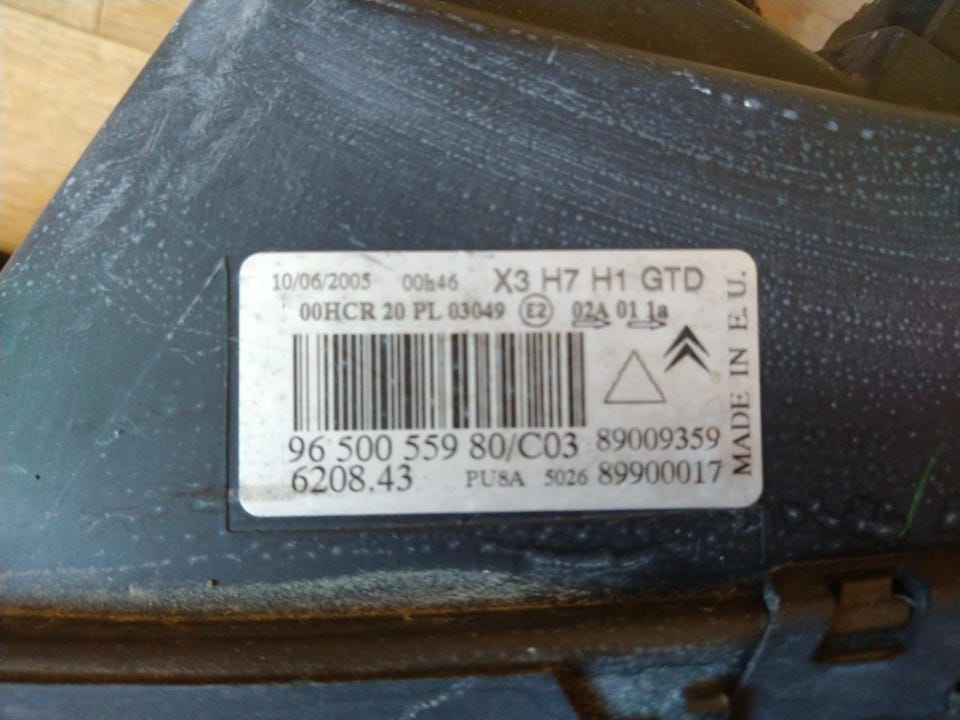 10/06/2005 00h46 X3 H7 H1 GTD
00HCR 20 PL 03049 E2 02A 01 1a
96 500 559 80/C03 89009359
6208.43 PU8A 5026 89900017
MADE IN E.U.